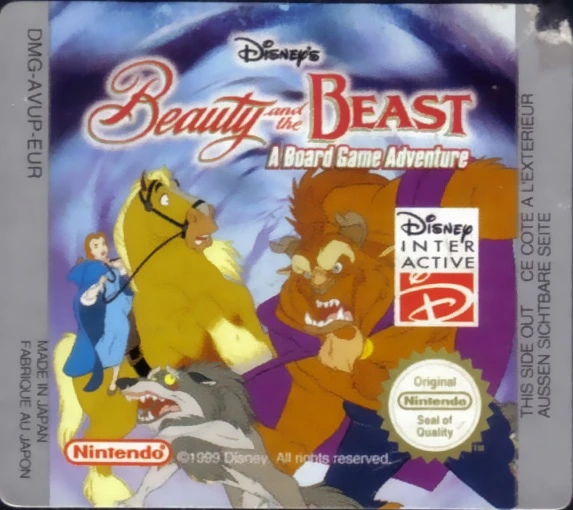 DMG-AVUP-EUR
MADE IN JAPAN
FABRIQUE AU JAPON
Disney's
Beauty and the BEAST
A Board Game Adventure
Disney
INTER
ACTIVE
Original
Nintendo
Seal of
Quality
TM
Nintendo®
©1999 Disney. All rights reserved.
THIS SIDE OUT CE COTE A L'EXTERIEUR
AUSSEN SICHTBARE SEITE